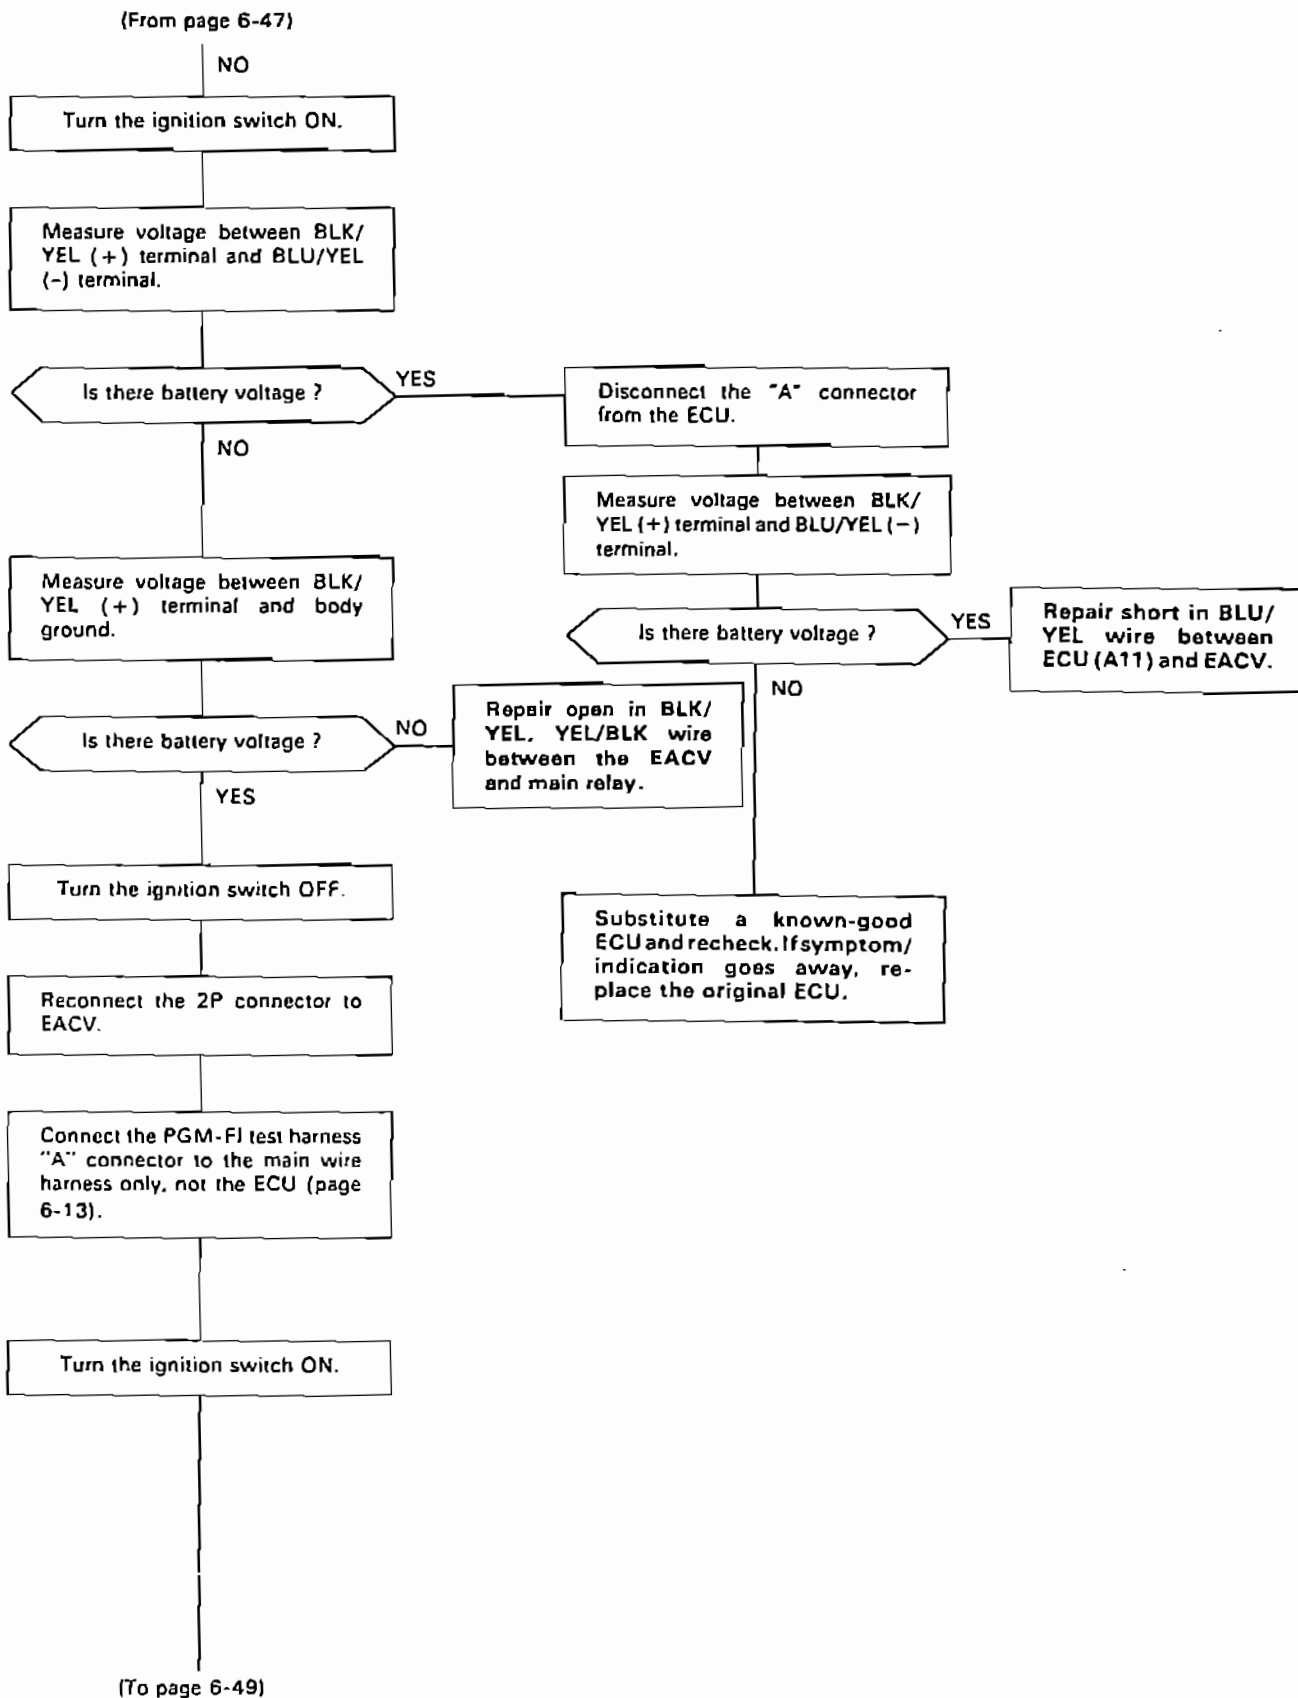 (From page 6-47)
NO
Turn the ignition switch ON.
Measure voltage between BLK/
YEL (+) terminal and BLU/YEL
(-) terminal.
Is there battery voltage ?
YES
NO
Disconnect the "A" connector
from the ECU.
Measure voltage between BLK/
YEL (+) terminal and BLU/YEL (−)
terminal.
Is there battery voltage ?
YES
Repair short in BLU/
YEL wire between
ECU (A11) and EACV.
NO
Substitute a known-good
ECU and recheck. If symptom/
indication goes away, re-
place the original ECU.
Measure voltage between BLK/
YEL (+) terminal and body
ground.
Is there battery voltage ?
NO
Repair open in BLK/
YEL, YEL/BLK wire
between the EACV
and main relay.
YES
Turn the ignition switch OFF.
Reconnect the 2P connector to
EACV.
Connect the PGM-FI test harness
"A" connector to the main wire
harness only, not the ECU (page
6-13).
Turn the ignition switch ON.
(To page 6-49)